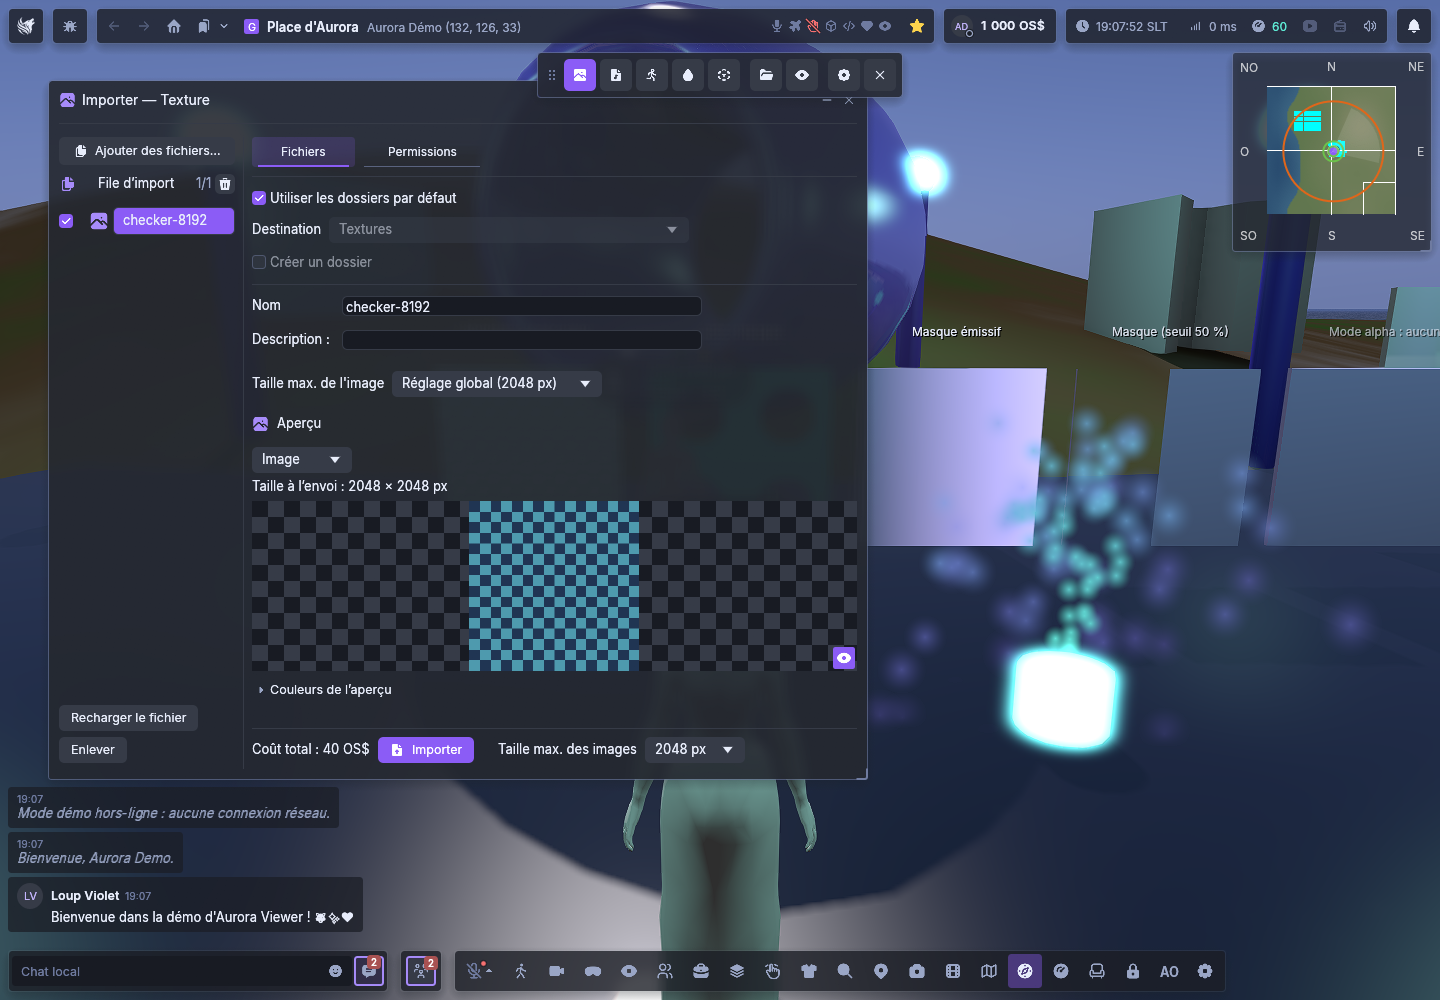 G Place d'Aurora Aurora Démo (132, 126, 33)
AD 1 000 OS$
19:07:52 SLT 0 ms 60
NO N NE
O E
SO S SE
Importer — Texture
Ajouter des fichiers...
File d'import 1/1
checker-8192
Recharger le fichier
Enlever
Fichiers Permissions
Utiliser les dossiers par défaut
Destination Textures
Créer un dossier
Nom checker-8192
Description :
Taille max. de l'image Réglage global (2048 px)
Aperçu
Image
Taille à l'envoi : 2048 × 2048 px
Couleurs de l'aperçu
Coût total : 40 OS$ Importer Taille max. des images 2048 px
Masque émissif
Masque (seuil 50 %)
Mode alpha : aucun
19:07
Mode démo hors-ligne : aucune connexion réseau.
19:07
Bienvenue, Aurora Demo.
LV Loup Violet 19:07
Bienvenue dans la démo d'Aurora Viewer !
Chat local 2 2 AO